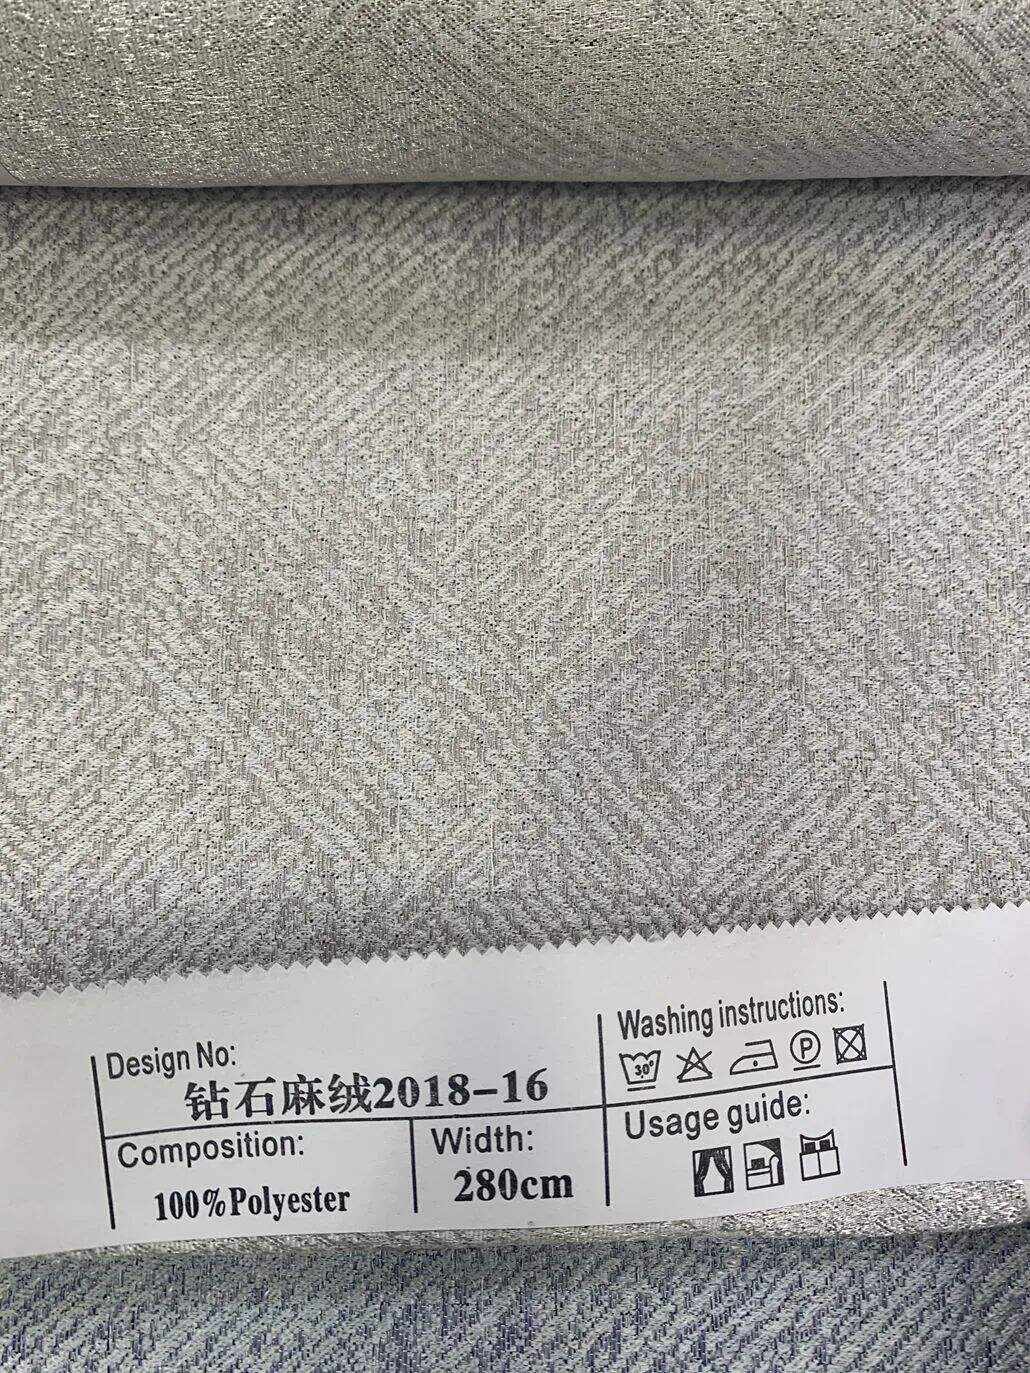 Design No:
钻石麻绒2018-16
Composition:
100%Polyester
Width:
280cm
Washing instructions:
30°
P
Usage guide: